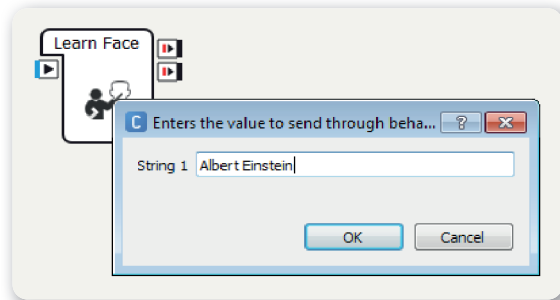 Learn Face
C Enters the value to send through beha... ?
String 1 Albert Einstein
OK Cancel